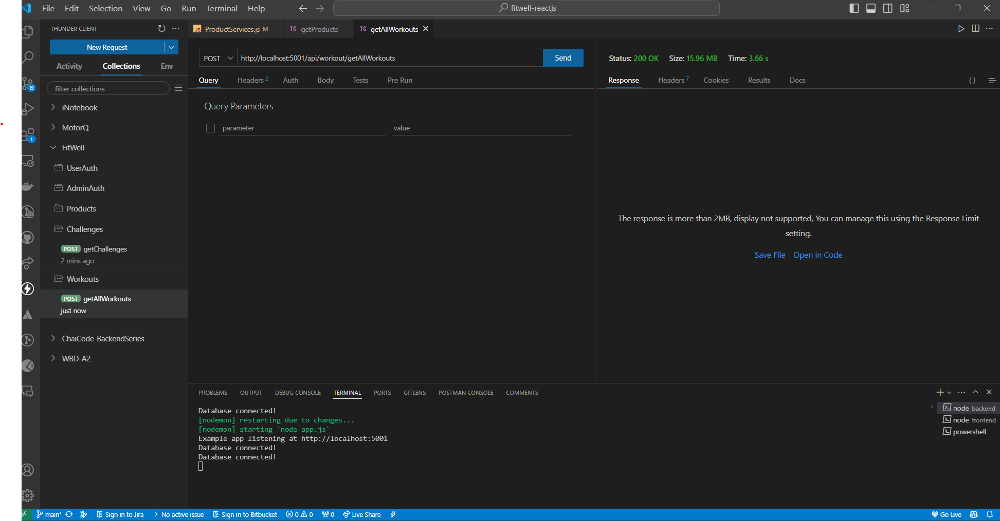 File Edit Selection View Go Run Terminal Help
fitwell-reactjs
THUNDER CLIENT
New Request
Activity Collections Env
filter collections
iNotebook
MotorQ
FitWell
UserAuth
AdminAuth
Products
Challenges
POST getChallenges
2 mins ago
Workouts
POST getAllWorkouts
just now
ChaiCode-BackendSeries
WBD-A2
19
1
JS ProductServices.js M
TC getProducts
TC getAllWorkouts
POST http://localhost:5001/api/workout/getAllWorkouts Send
Query Headers 2 Auth Body Tests Pre Run
Query Parameters
parameter value
Status: 200 OK Size: 15.96 MB Time: 3.66 s
Response Headers 7 Cookies Results Docs { }
The response is more than 2MB, display not supported, You can manage this using the Response Limit
setting.
Save File Open in Code
PROBLEMS OUTPUT DEBUG CONSOLE TERMINAL PORTS GITLENS POSTMAN CONSOLE COMMENTS
Database connected!
[nodemon] restarting due to changes...
[nodemon] starting `node app.js`
Example app listening at http://localhost:5001
Database connected!
Database connected!
node backend
node frontend
powershell
main* Sign in to Jira No active issue Sign in to Bitbucket 0 0 0 Live Share Go Live